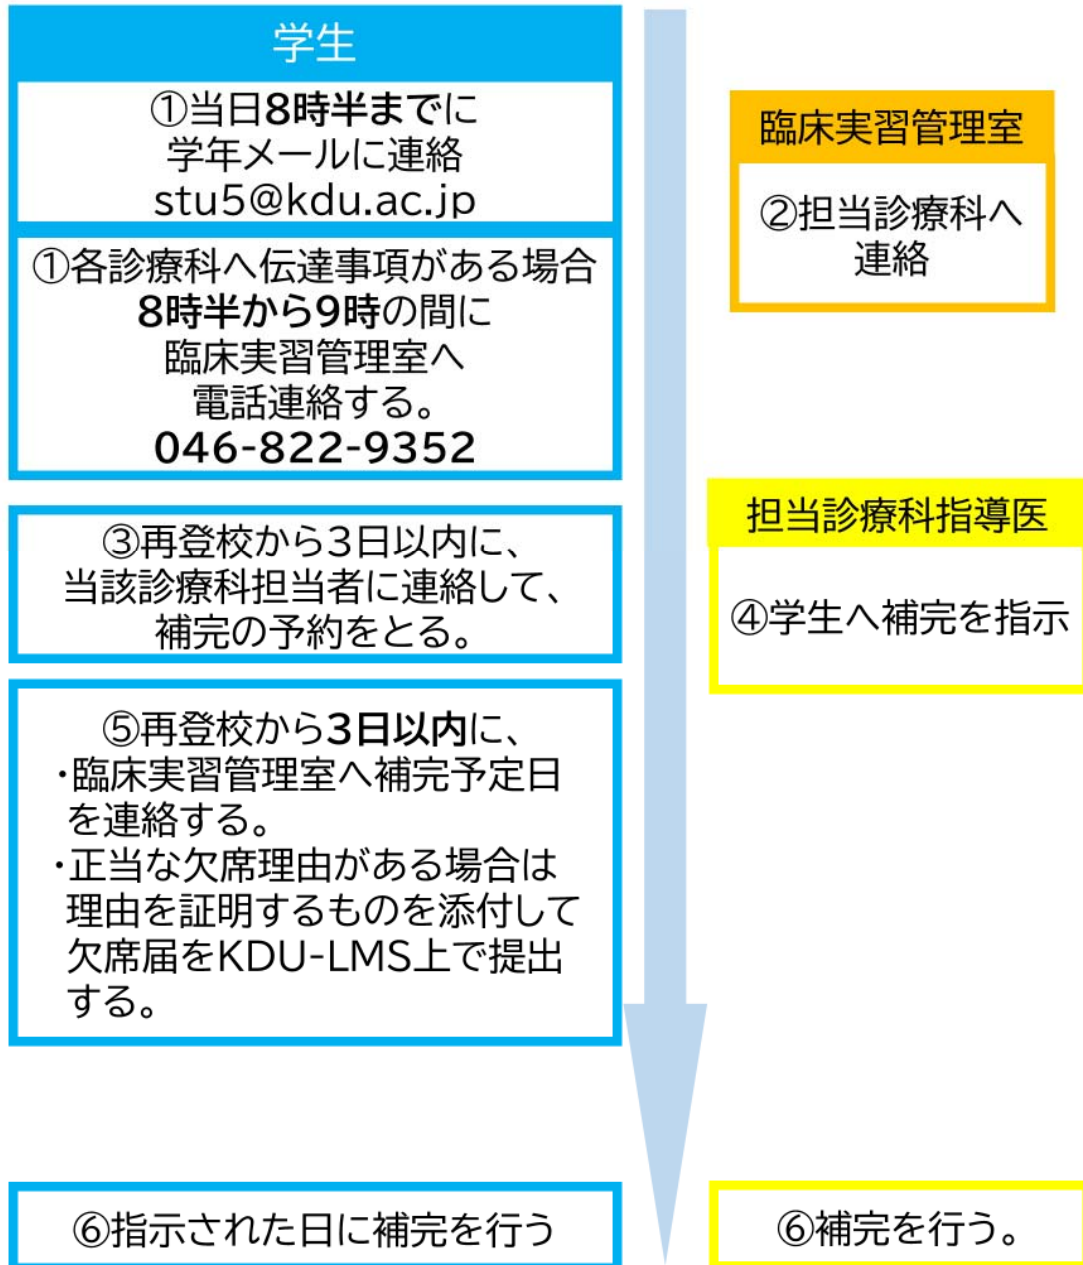 学生
①当日8時半までに
学年メールに連絡
stu5@kdu.ac.jp
①各診療科へ伝達事項がある場合
8時半から9時の間に
臨床実習管理室へ
電話連絡する。
046-822-9352
臨床実習管理室
②担当診療科へ
連絡
③再登校から3日以内に、
当該診療科担当者に連絡して、
補完の予約をとる。
担当診療科指導医
④学生へ補完を指示
⑤再登校から3日以内に、
・臨床実習管理室へ補完予定日
を連絡する。
・正当な欠席理由がある場合は
理由を証明するものを添付して
欠席届をKDU-LMS上で提出
する。
⑥指示された日に補完を行う
⑥補完を行う。